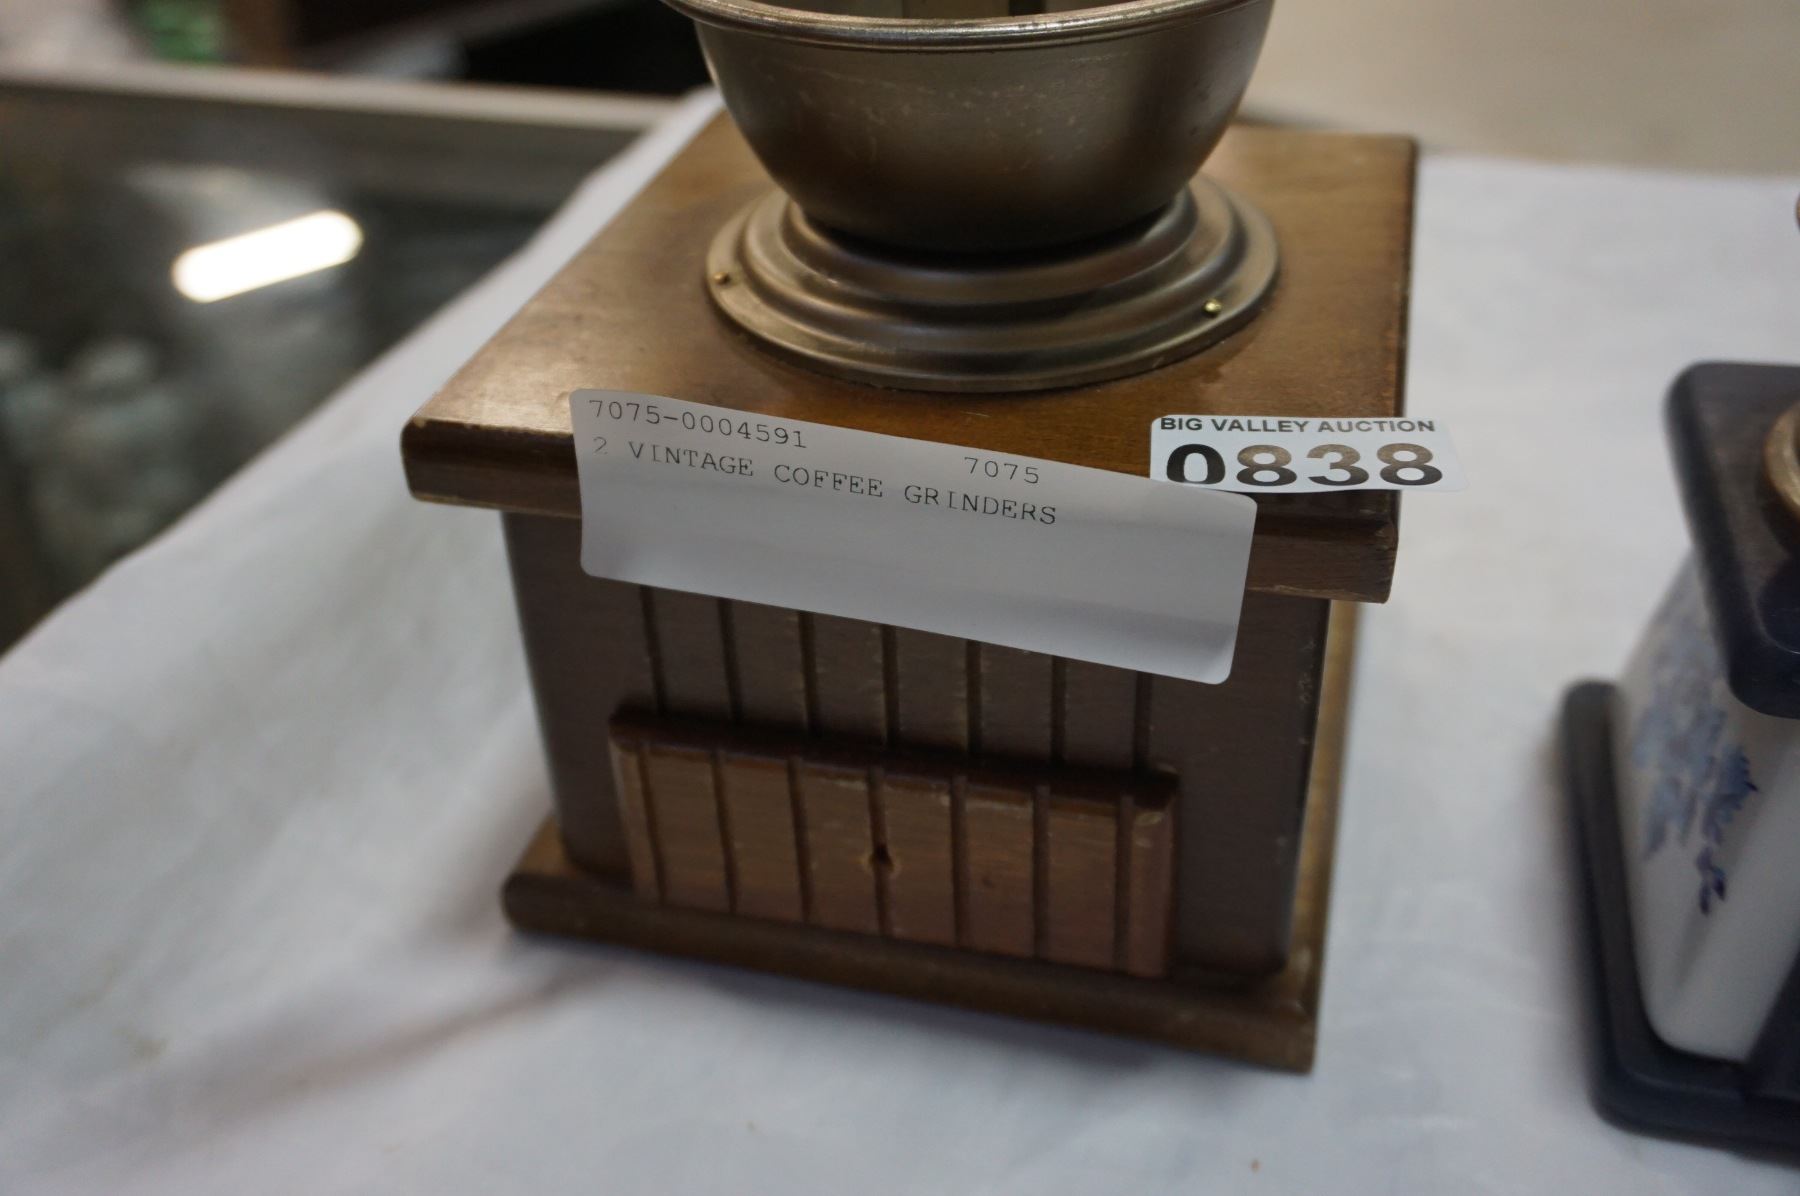 7075-0004591
7075
2 VINTAGE COFFEE GRINDERS
BIG VALLEY AUCTION
0838